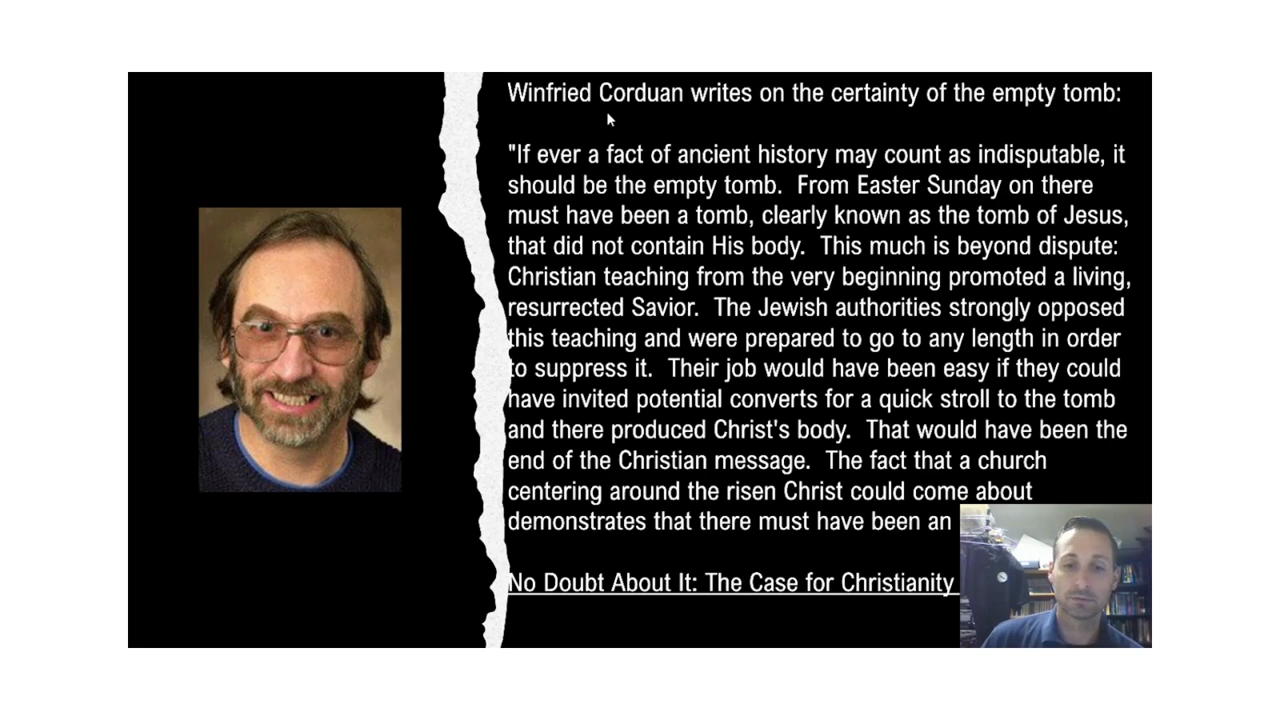 Winfried Corduan writes on the certainty of the empty tomb:
"If ever a fact of ancient history may count as indisputable, it
should be the empty tomb. From Easter Sunday on there
must have been a tomb, clearly known as the tomb of Jesus,
that did not contain His body. This much is beyond dispute:
Christian teaching from the very beginning promoted a living,
resurrected Savior. The Jewish authorities strongly opposed
this teaching and were prepared to go to any length in order
to suppress it. Their job would have been easy if they could
have invited potential converts for a quick stroll to the tomb
and there produced Christ's body. That would have been the
end of the Christian message. The fact that a church
centering around the risen Christ could come about
demonstrates that there must have been an
No Doubt About It: The Case for Christianity